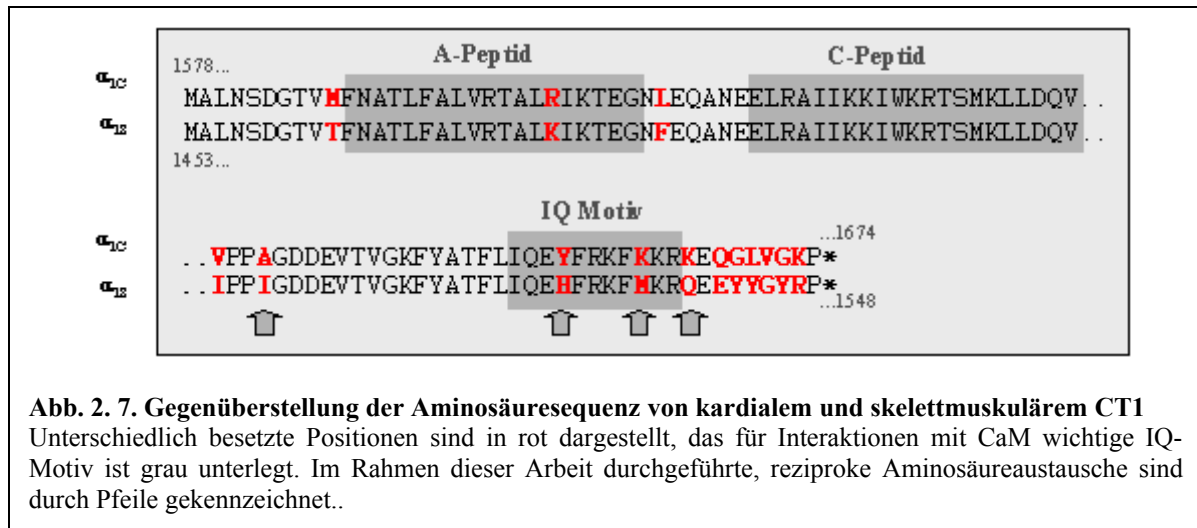 A-Peptid C-Peptid
1578...
α1C MALNSDGTVMFNATLFALVRTALRIKTEGNLEQANEELRAIIKKIWKRTSMKLLDQV..
α1S MALNSDGTVTFNATLFALVRTALKIKTEGNFEQANEELRAIIKKIWKRTSMKLLDQV..
1453...
IQ Motiv
...1674
α1C ..VPPAGDDEVTVGKFYATFLIQEYFRKFKKRKEQGLVGKP*
α1S ..IPPIGDDEVTVGKFYATFLIQEHFRKFMKRQEEYYGYRP*
...1548
Abb. 2. 7. Gegenüberstellung der Aminosäuresequenz von kardialem und skelettmuskulärem CT1
Unterschiedlich besetzte Positionen sind in rot dargestellt, das für Interaktionen mit CaM wichtige IQ-
Motiv ist grau unterlegt. Im Rahmen dieser Arbeit durchgeführte, reziproke Aminosäureaustausche sind
durch Pfeile gekennzeichnet..